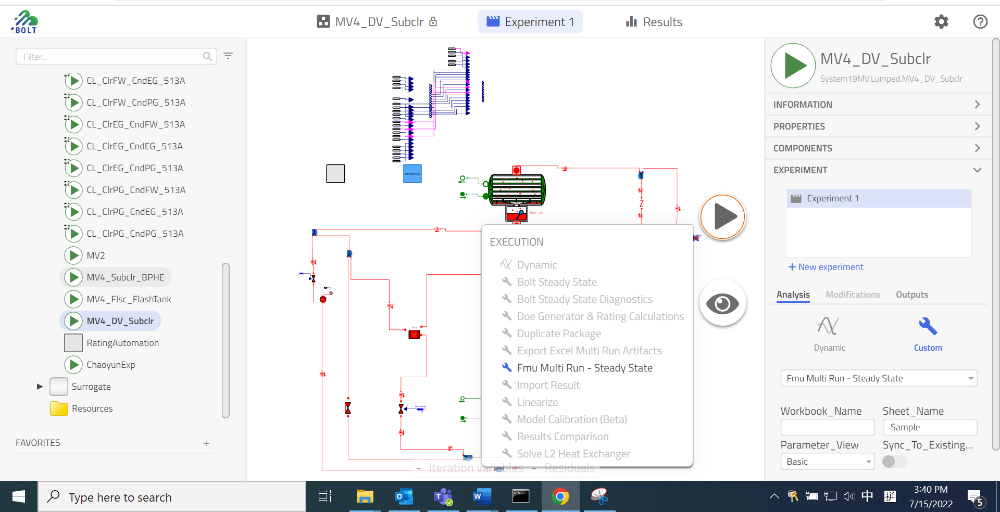 BOLT
MV4_DV_Subclr
Experiment 1
Results
Filter...
CL_ClrFW_CndEG_513A
CL_ClrFW_CndPG_513A
CL_ClrEG_CndFW_513A
CL_ClrEG_CndEG_513A
CL_ClrEG_CndPG_513A
CL_ClrPG_CndFW_513A
CL_ClrPG_CndEG_513A
CL_ClrPG_CndPG_513A
MV2
MV4_Subclr_BPHE
MV4_Flsc_FlashTank
MV4_DV_Subclr
RatingAutomation
ChaoyunExp
Surrogate
Resources
FAVORITES +
EXECUTION
Dynamic
Bolt Steady State
Bolt Steady State Diagnostics
Doe Generator & Rating Calculations
Duplicate Package
Export Excel Multi Run Artifacts
Fmu Multi Run - Steady State
Import Result
Linearize
Model Calibration (Beta)
Results Comparison
Solve L2 Heat Exchanger
- Iteration variables - Residuals
MV4_DV_Subclr
System19MV.Lumped.MV4_DV_Subclr
INFORMATION
PROPERTIES
COMPONENTS
EXPERIMENT
Experiment 1
+ New experiment
Analysis Modifications Outputs
Dynamic Custom
Fmu Multi Run - Steady State
Workbook_Name Sheet_Name
Sample
Parameter_View Sync_To_Existing...
Basic
Type here to search
中 拼
3:40 PM
7/15/2022
5